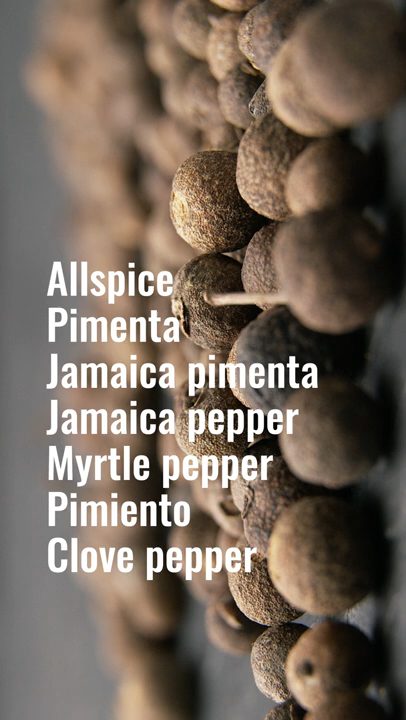 Allspice
Pimenta
Jamaica pimenta
Jamaica pepper
Myrtle pepper
Pimiento
Clove pepper